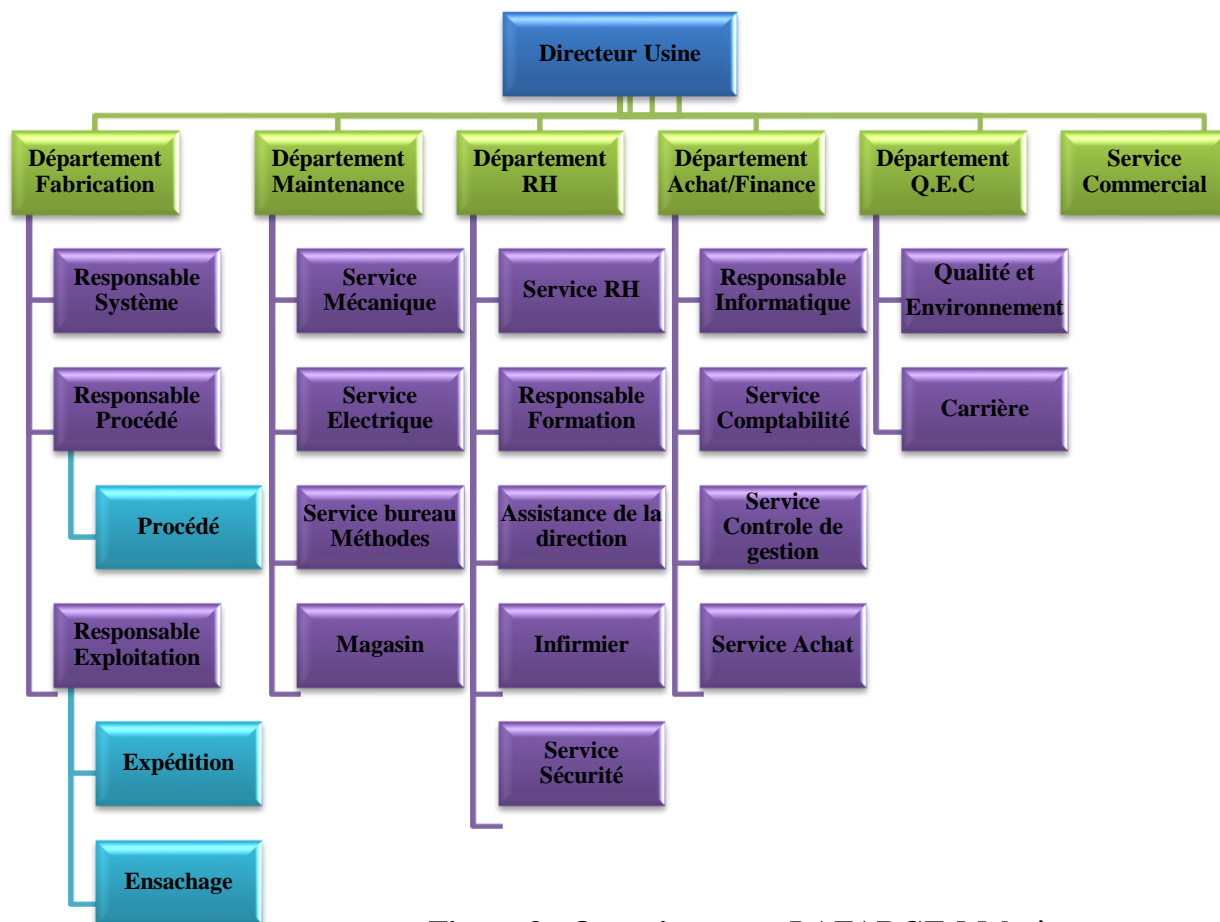 Directeur Usine
Département
Fabrication
Département
Maintenance
Département
RH
Département
Achat/Finance
Département
Q.E.C
Service
Commercial
Responsable
Système
Responsable
Procédé
Procédé
Responsable
Exploitation
Expédition
Ensachage
Service
Mécanique
Service
Electrique
Service bureau
Méthodes
Magasin
Service RH
Responsable
Formation
Assistance de la
direction
Infirmier
Service
Sécurité
Responsable
Informatique
Service
Comptabilité
Service
Controle de
gestion
Service Achat
Qualité et
Environnement
Carrière